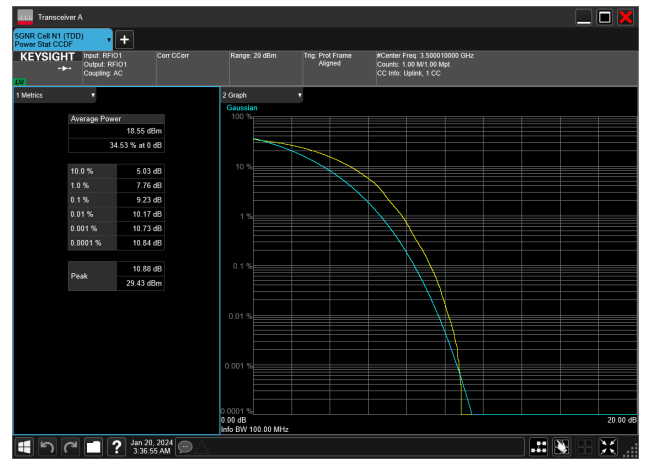 Transceiver A
5GNR Cell N1 (TDD)
Power Stat CCDF
KEYSIGHT
Input: RFIO1
Output: RFIO1
Coupling: AC
Corr CCorr
Range: 20 dBm
Trig: Prot Frame
Aligned
#Center Freq: 3.500010000 GHz
Counts: 1.00 M/1.00 Mpt
CC Info: Uplink, 1 CC
LXI
1 Metrics
Average Power
18.55 dBm
34.53 % at 0 dB
10.0 % 5.03 dB
1.0 % 7.76 dB
0.1 % 9.23 dB
0.01 % 10.17 dB
0.001 % 10.73 dB
0.0001 % 10.84 dB
Peak
10.88 dB
29.43 dBm
2 Graph
Gaussian
100 %
10 %
1 %
0.1 %
0.01 %
0.001 %
0.0001 %
0.00 dB
20.00 dB
Info BW 100.00 MHz
Jan 20, 2024
3:36:55 AM